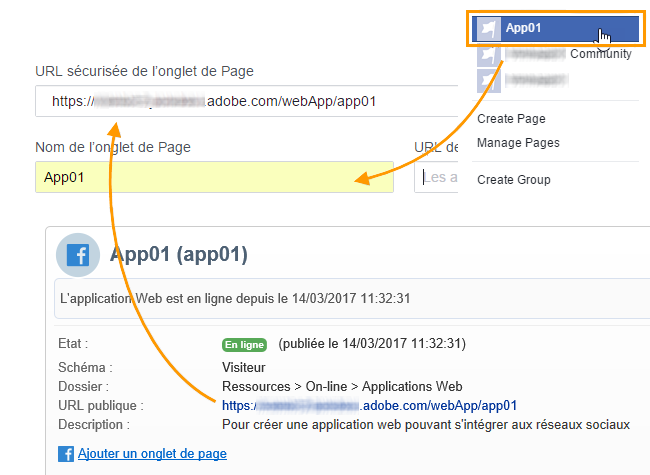 App01
Community
Create Page
Manage Pages
Create Group
URL sécurisée de l'onglet de Page
https:/ .adobe.com/webApp/app01
Nom de l'onglet de Page
URL de
App01
Les a
App01 (app01)
L'application Web est en ligne depuis le 14/03/2017 11:32:31
Etat : En ligne (publiée le 14/03/2017 11:32:31)
Schéma : Visiteur
Dossier : Ressources > On-line > Applications Web
URL publique : https: .adobe.com/webApp/app01
Description : Pour créer une application web pouvant s'intégrer aux réseaux sociaux
Ajouter un onglet de page